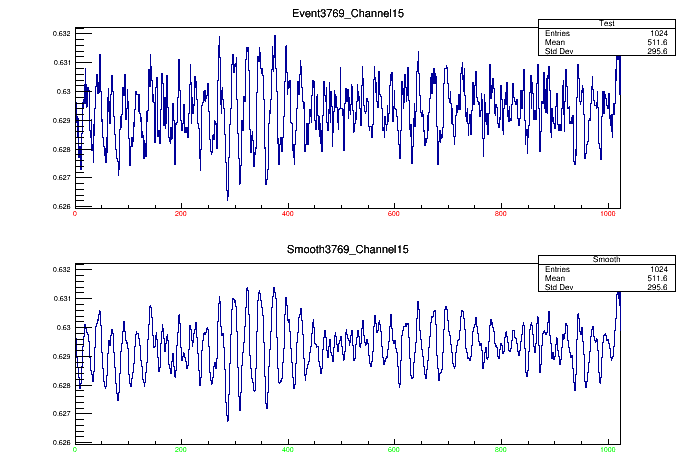 Event3769_Channel15
Test
Entries 1024
Mean 511.6
Std Dev 295.6
0.632
0.631
0.63
0.629
0.628
0.627
0.626
0 200 400 600 800 1000
Smooth3769_Channel15
Smooth
Entries 1024
Mean 511.6
Std Dev 295.6
0.632
0.631
0.63
0.629
0.628
0.627
0.626
0 200 400 600 800 1000